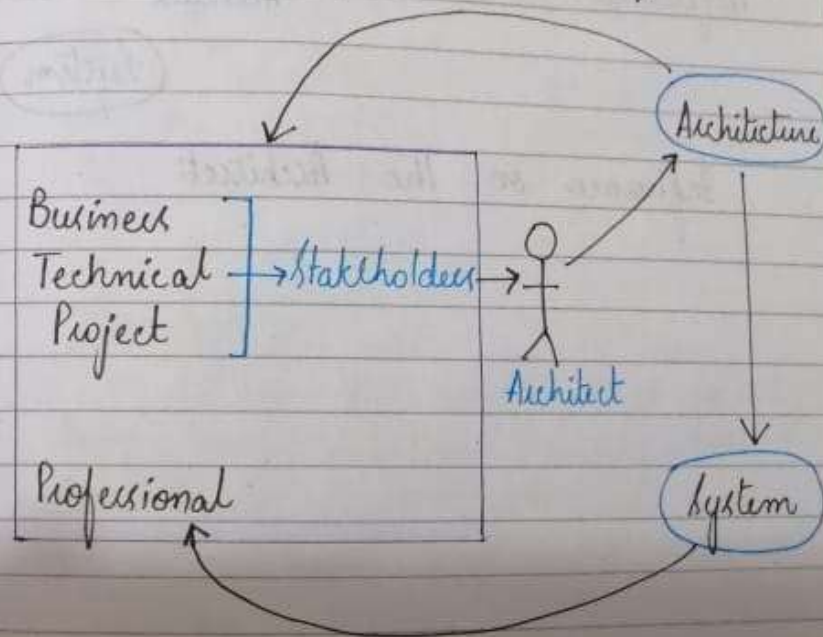 Architecture
Business
Technical
Stakeholders
Project
Architect
Professional
System